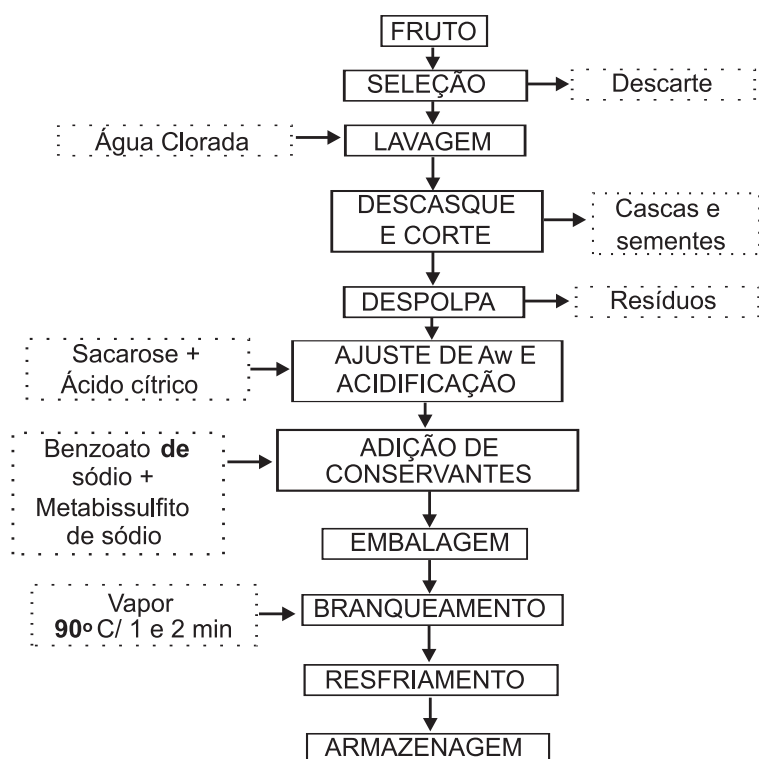 FRUTO
SELEÇÃO
Descarte
Água Clorada
LAVAGEM
DESCASQUE
E CORTE
Cascas e
sementes
DESPOLPA
Resíduos
Sacarose +
Ácido cítrico
AJUSTE DE Aw E
ACIDIFICAÇÃO
Benzoato de
sódio +
Metabissulfito
de sódio
ADIÇÃO DE
CONSERVANTES
EMBALAGEM
Vapor
90º C/ 1 e 2 min
BRANQUEAMENTO
RESFRIAMENTO
ARMAZENAGEM